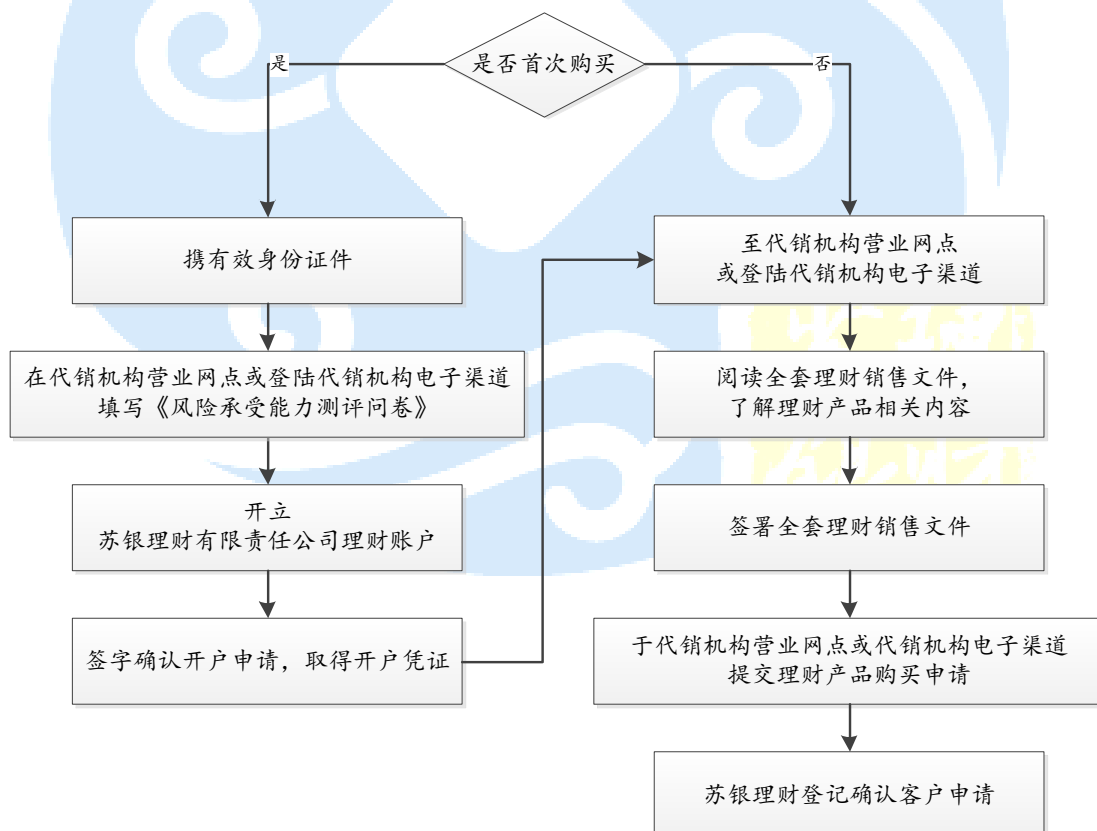 是否首次购买
是
否
携有效身份证件
在代销机构营业网点或登陆代销机构电子渠道
填写《风险承受能力测评问卷》
开立
苏银理财有限责任公司理财账户
签字确认开户申请，取得开户凭证
至代销机构营业网点
或登陆代销机构电子渠道
阅读全套理财销售文件，
了解理财产品相关内容
签署全套理财销售文件
于代销机构营业网点或代销机构电子渠道
提交理财产品购买申请
苏银理财登记确认客户申请